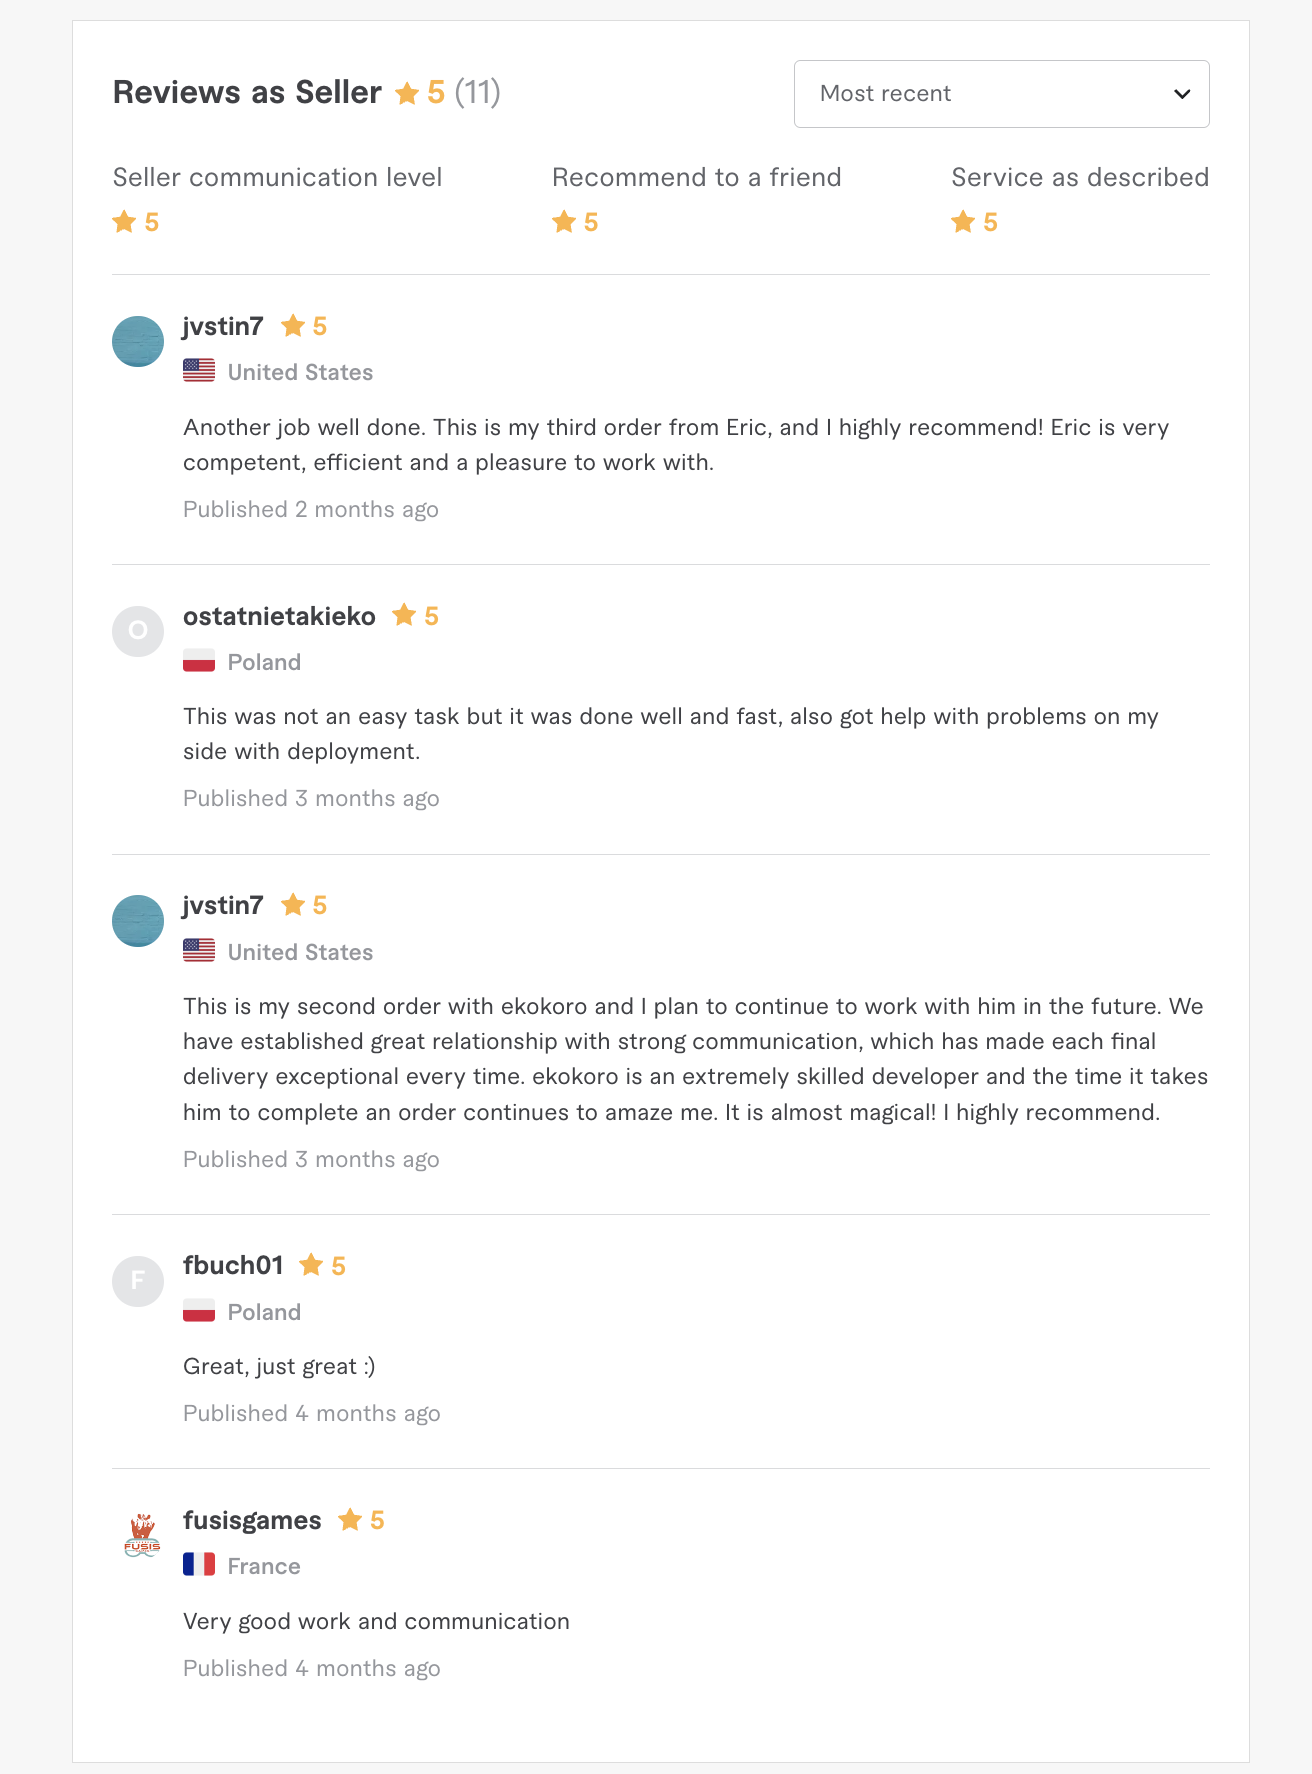 Reviews as Seller 5 (11)
Most recent
Seller communication level
5
Recommend to a friend
5
Service as described
5
jvstin7 5
United States
Another job well done. This is my third order from Eric, and I highly recommend! Eric is very
competent, efficient and a pleasure to work with.
Published 2 months ago
O
ostatnietakieko 5
Poland
This was not an easy task but it was done well and fast, also got help with problems on my
side with deployment.
Published 3 months ago
jvstin7 5
United States
This is my second order with ekokoro and I plan to continue to work with him in the future. We
have established great relationship with strong communication, which has made each final
delivery exceptional every time. ekokoro is an extremely skilled developer and the time it takes
him to complete an order continues to amaze me. It is almost magical! I highly recommend.
Published 3 months ago
F
fbuch01 5
Poland
Great, just great :)
Published 4 months ago
FUSIS
fusisgames 5
France
Very good work and communication
Published 4 months ago